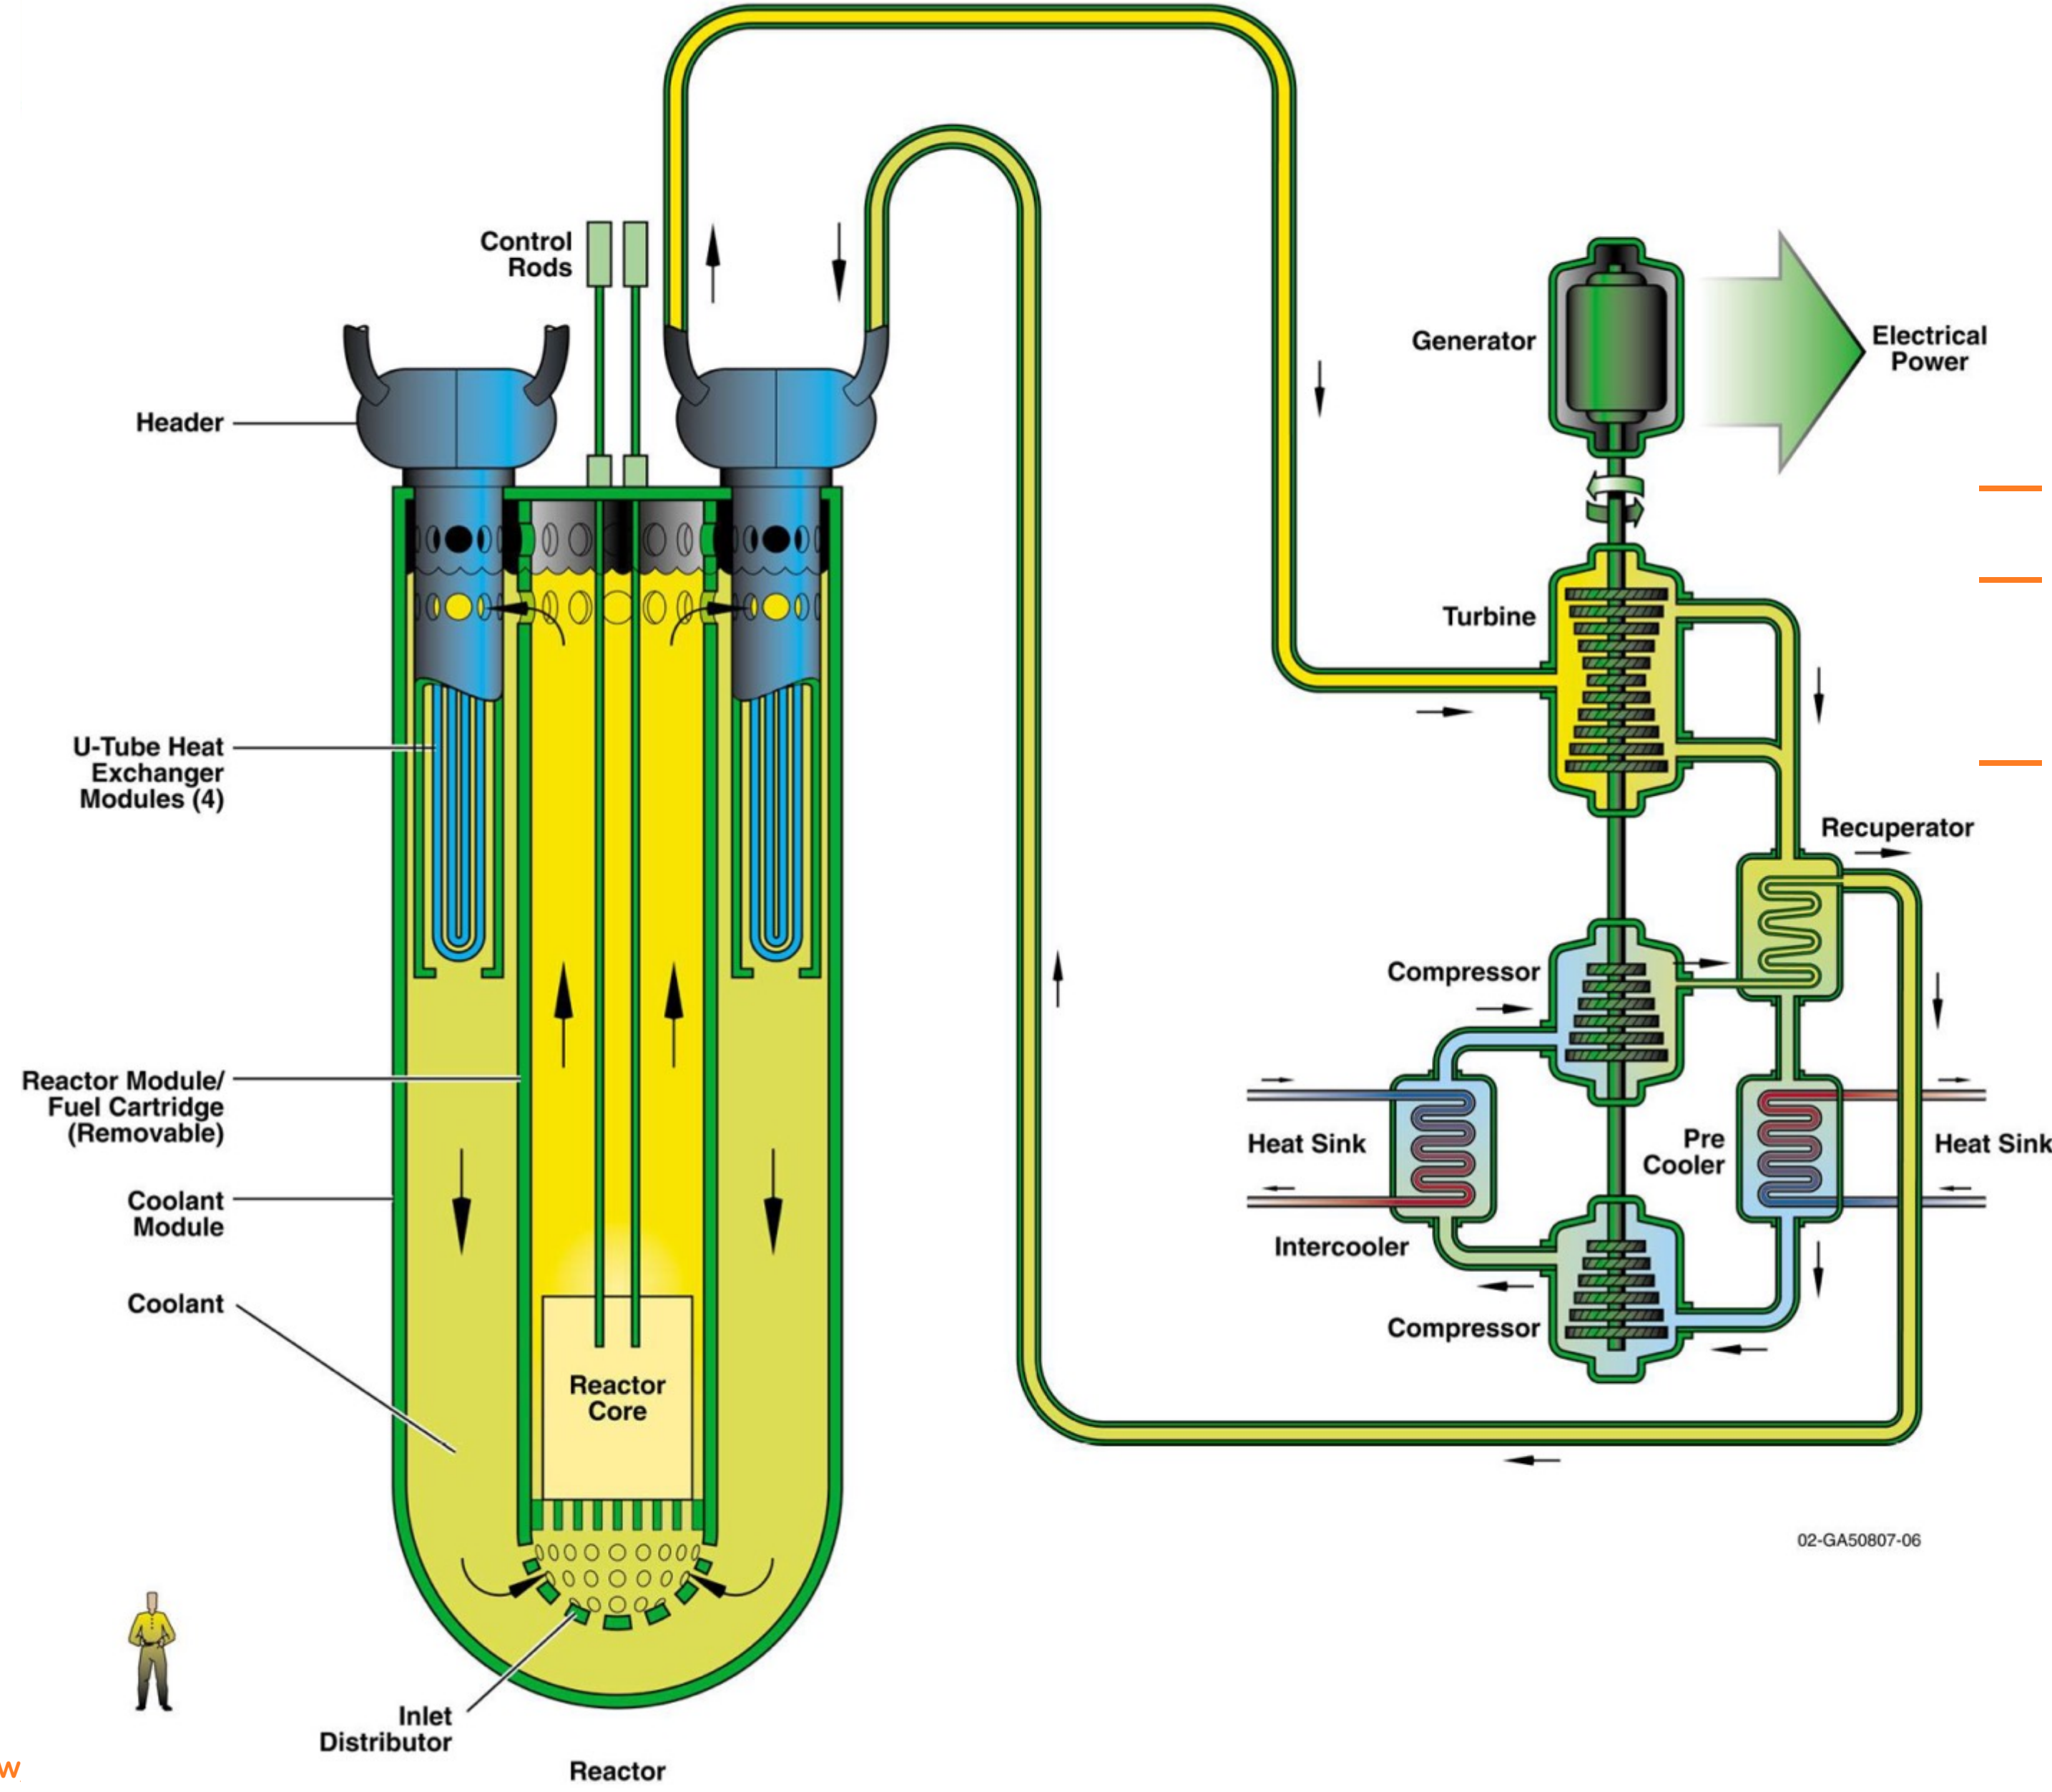 Control
Rods
Generator
Electrical
Power
Header
Turbine
U-Tube Heat
Exchanger
Modules (4)
Recuperator
Compressor
Reactor Module/
Fuel Cartridge
(Removable)
Heat Sink
Pre
Cooler
Heat Sink
Coolant
Module
Intercooler
Coolant
Compressor
Reactor
Core
02-GA50807-06
Inlet
Distributor
Reactor
w